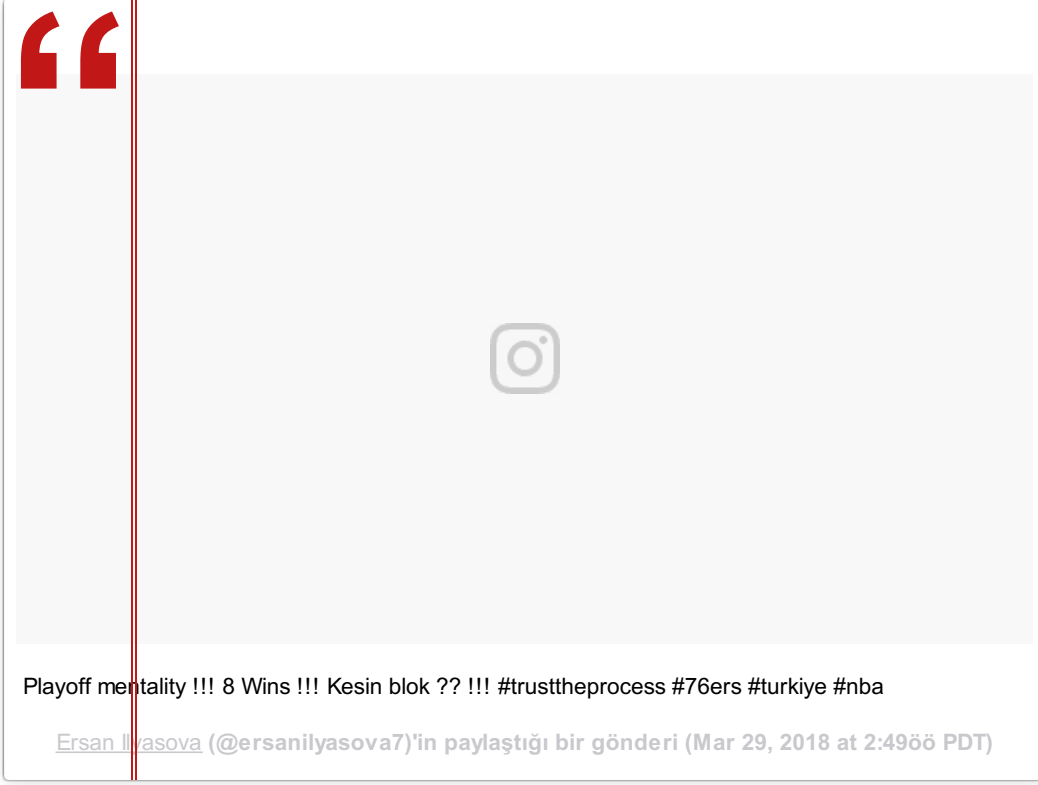 Playoff mentality !!! 8 Wins !!! Kesin blok ?? !!! #trusttheprocess #76ers #turkiye #nba
Ersan Ilyasova (@ersanilyasova7)'in paylaştığı bir gönderi (Mar 29, 2018 at 2:49öö PDT)